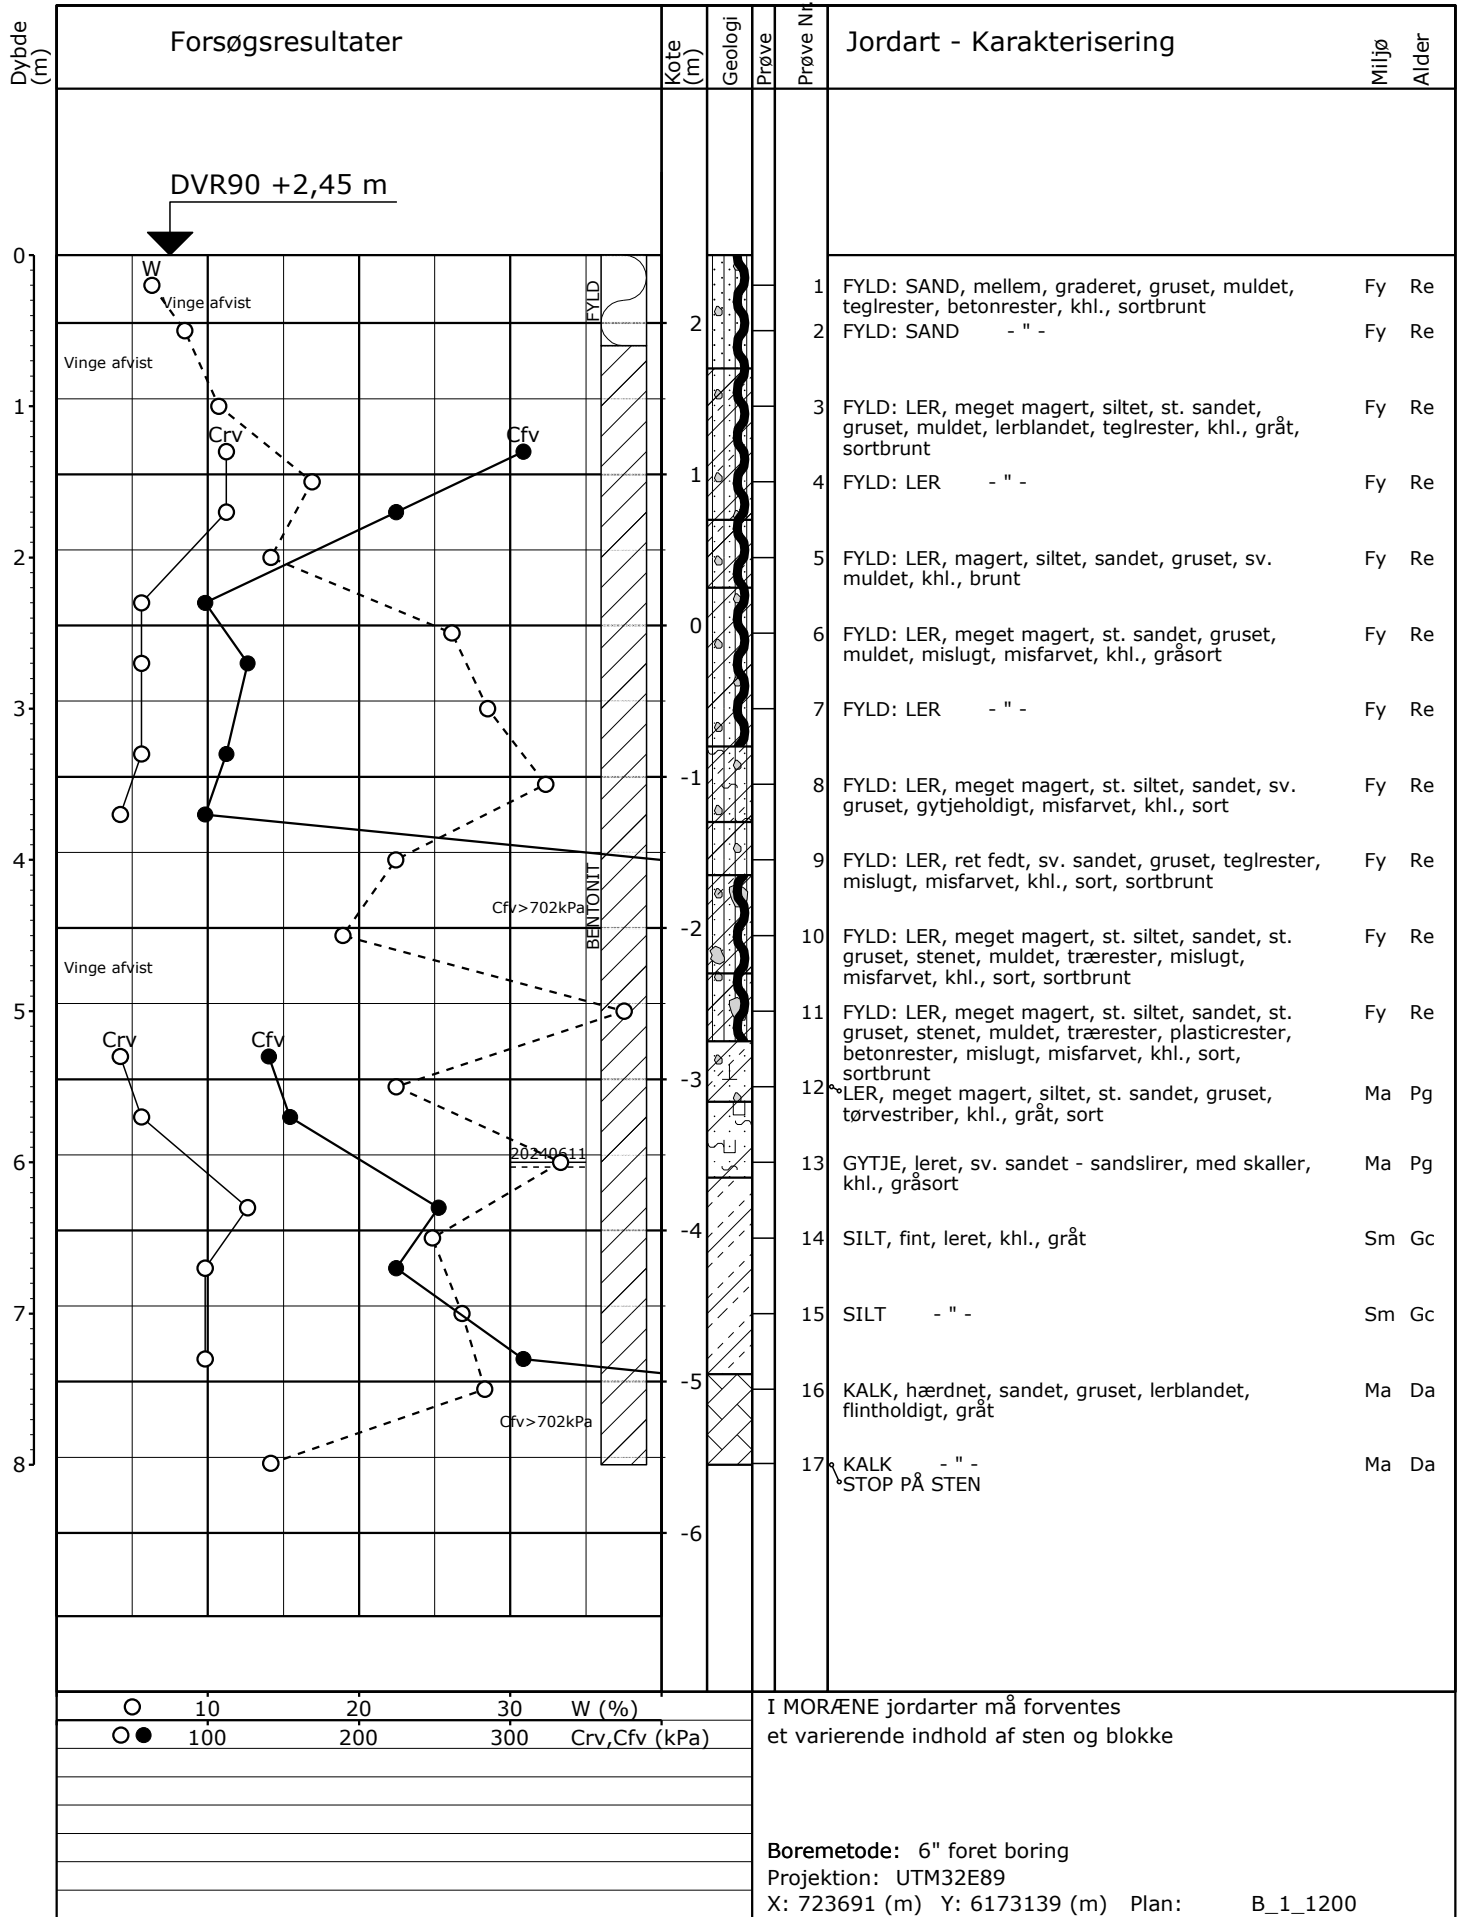 Dybde (m)
Forsøgsresultater
Kote (m)
Geologi
Prøve
Prøve Nr.
Jordart - Karakterisering
Miljø
Alder
DVR90 +2,45 m
0
W
Vinge afvist
FYLD
1 FYLD: SAND, mellem, graderet, gruset, muldet, Fy Re
teglrester, betonrester, khl., sortbrunt
2
2 FYLD: SAND - " - Fy Re
Vinge afvist
1
3 FYLD: LER, meget magert, siltet, st. sandet, Fy Re
gruset, muldet, lerblandet, teglrester, khl., gråt,
sortbrunt
Crv
Cfv
1
4 FYLD: LER - " - Fy Re
2
5 FYLD: LER, magert, siltet, sandet, gruset, sv. Fy Re
muldet, khl., brunt
0
6 FYLD: LER, meget magert, st. sandet, gruset, Fy Re
muldet, mislugt, misfarvet, khl., gråsort
3
7 FYLD: LER - " - Fy Re
-1
8 FYLD: LER, meget magert, st. siltet, sandet, sv. Fy Re
gruset, gytjeholdigt, misfarvet, khl., sort
4
9 FYLD: LER, ret fedt, sv. sandet, gruset, teglrester, Fy Re
mislugt, misfarvet, khl., sort, sortbrunt
Cfv>702kPa
BENTONIT
-2
10 FYLD: LER, meget magert, st. siltet, sandet, st. Fy Re
gruset, stenet, muldet, trærester, mislugt,
misfarvet, khl., sort, sortbrunt
Vinge afvist
5
11 FYLD: LER, meget magert, st. siltet, sandet, st. Fy Re
gruset, stenet, muldet, trærester, plasticrester,
betonrester, mislugt, misfarvet, khl., sort,
sortbrunt
Crv
Cfv
-3
12 LER, meget magert, siltet, st. sandet, gruset, Ma Pg
tørvestriber, khl., gråt, sort
20240611
6
13 GYTJE, leret, sv. sandet - sandslirer, med skaller, Ma Pg
khl., gråsort
-4
14 SILT, fint, leret, khl., gråt Sm Gc
7
15 SILT - " - Sm Gc
-5
16 KALK, hærdnet, sandet, gruset, lerblandet, Ma Da
flintholdigt, gråt
Cfv>702kPa
8
17 KALK - " - Ma Da
STOP PÅ STEN
-6
10 20 30 W (%)
100 200 300 Crv,Cfv (kPa)
I MORÆNE jordarter må forventes
et varierende indhold af sten og blokke
Boremetode: 6" foret boring
Projektion: UTM32E89
X: 723691 (m) Y: 6173139 (m) Plan: B_1_1200